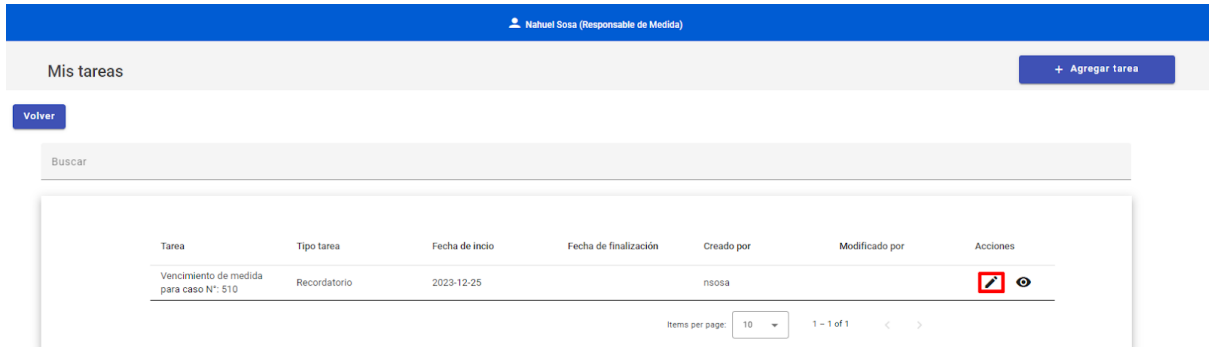 Nahuel Sosa (Responsable de Medida)
Mis tareas
+ Agregar tarea
Volver
Buscar
Tarea Tipo tarea Fecha de incio Fecha de finalización Creado por Modificado por Acciones
Vencimiento de medida
para caso N°: 510 Recordatorio 2023-12-25 nsosa
Items per page: 10 1 – 1 of 1